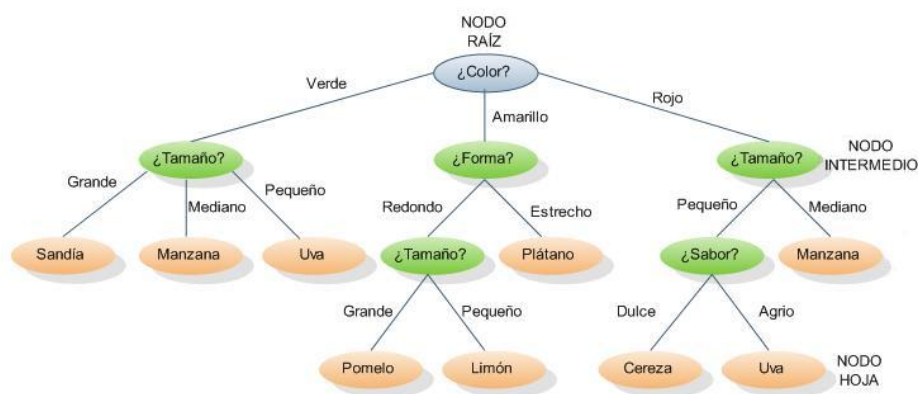 NODO
RAÍZ
¿Color?
Verde
Amarillo
Rojo
¿Tamaño?
¿Forma?
¿Tamaño?
NODO
INTERMEDIO
Grande
Mediano
Pequeño
Redondo
Estrecho
Pequeño
Mediano
Sandía
Manzana
Uva
¿Tamaño?
Plátano
¿Sabor?
Manzana
Grande
Pequeño
Dulce
Agrio
Pomelo
Limón
Cereza
Uva
NODO
HOJA